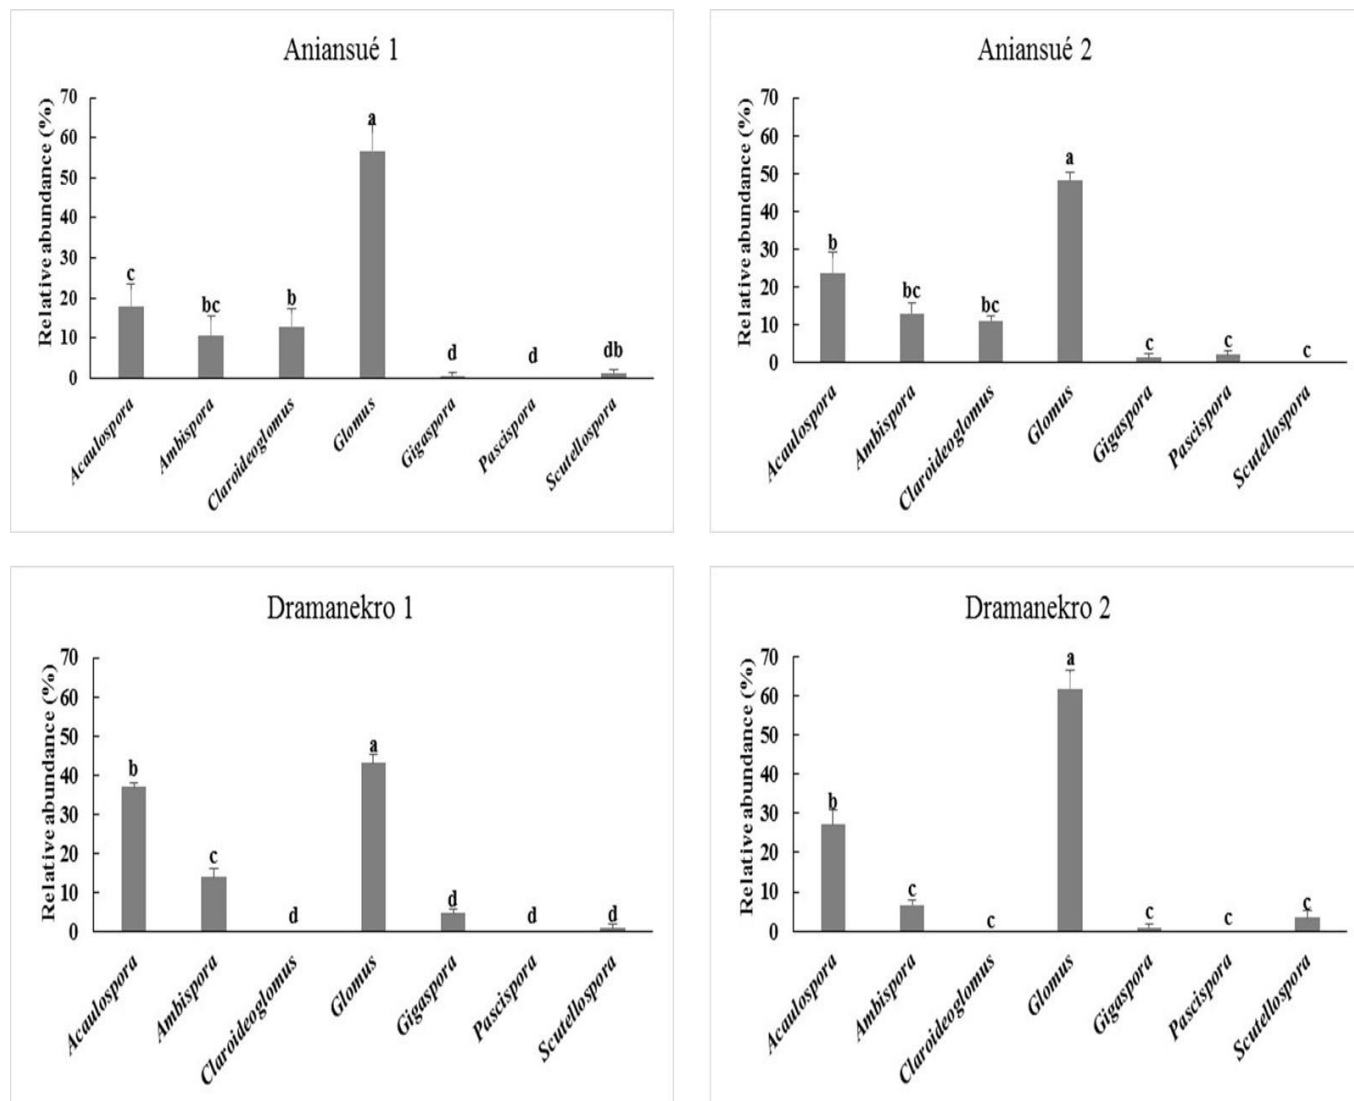 Aniansué 1
Relative abundance (%)
70
60
50
40
30
20
10
0
c
bc
b
a
d
d
db
Acaulospora
Ambispora
Claroideoglomus
Glomus
Gigaspora
Pascispora
Scutellospora
Aniansué 2
Relative abundance (%)
70
60
50
40
30
20
10
0
b
bc
bc
a
c
c
c
Acaulospora
Ambispora
Claroideoglomus
Glomus
Gigaspora
Pascispora
Scutellospora
Dramanekro 1
Relative abundance (%)
70
60
50
40
30
20
10
0
b
c
d
a
d
d
d
Acaulospora
Ambispora
Claroideoglomus
Glomus
Gigaspora
Pascispora
Scutellospora
Dramanekro 2
Relative abundance (%)
70
60
50
40
30
20
10
0
b
c
c
a
c
c
c
Acaulospora
Ambispora
Claroideoglomus
Glomus
Gigaspora
Pascispora
Scutellospora